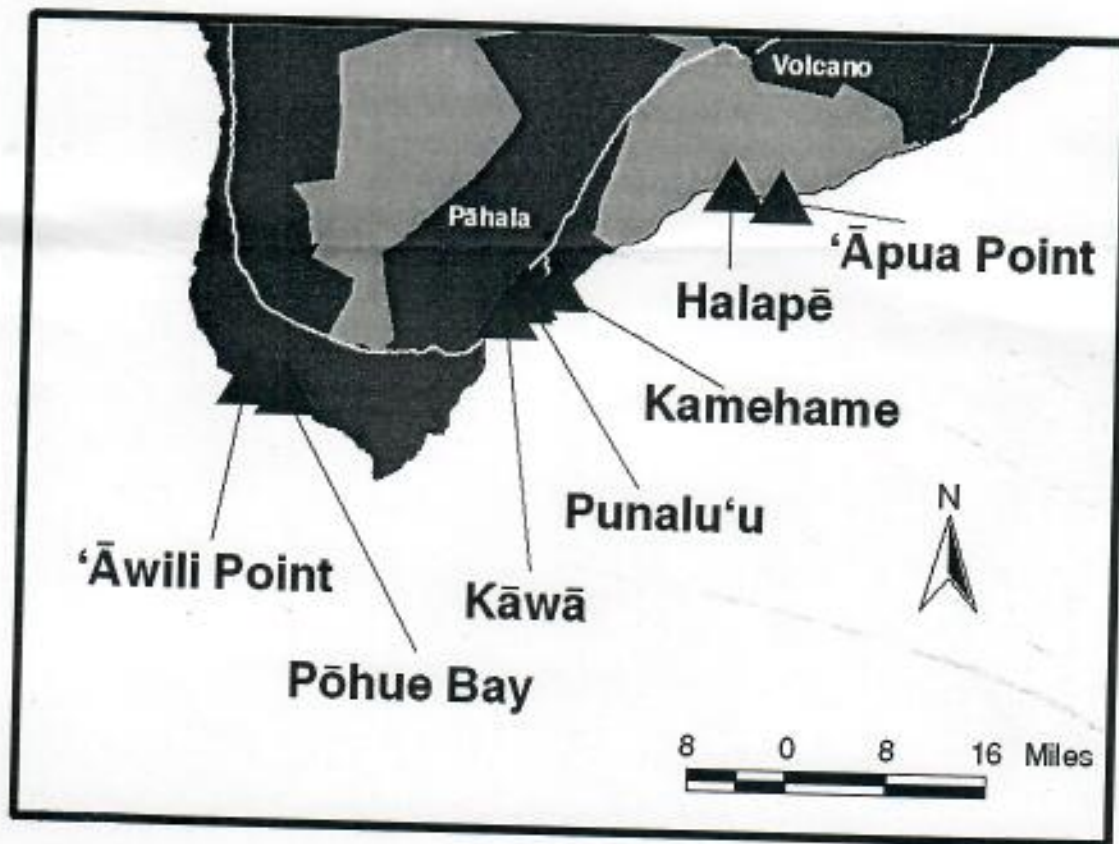 Volcano
Pāhala
ʻĀpua Point
Halapē
Kamehame
Punaluʻu
ʻĀwili Point
Kāwā
Pōhue Bay
N
8 0 8 16 Miles